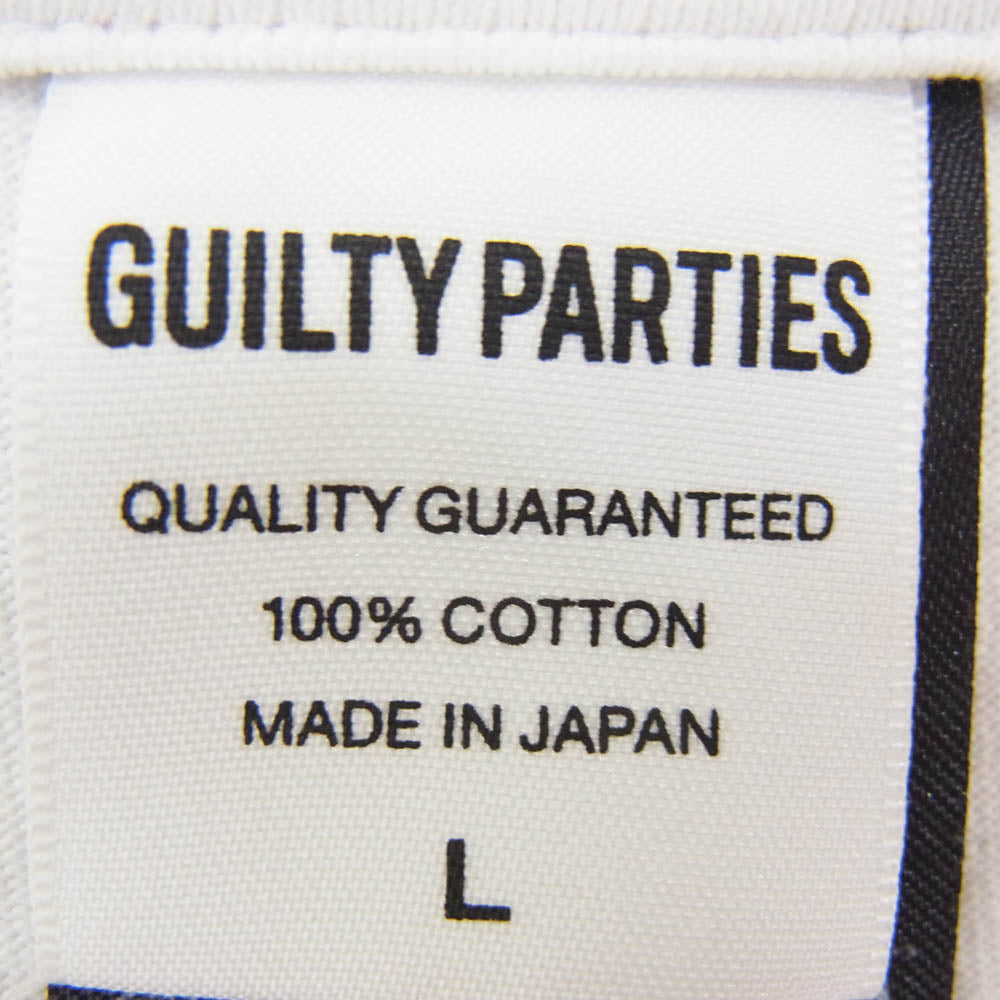 GUILTY PARTIES
QUALITY GUARANTEED
100% COTTON
MADE IN JAPAN
L